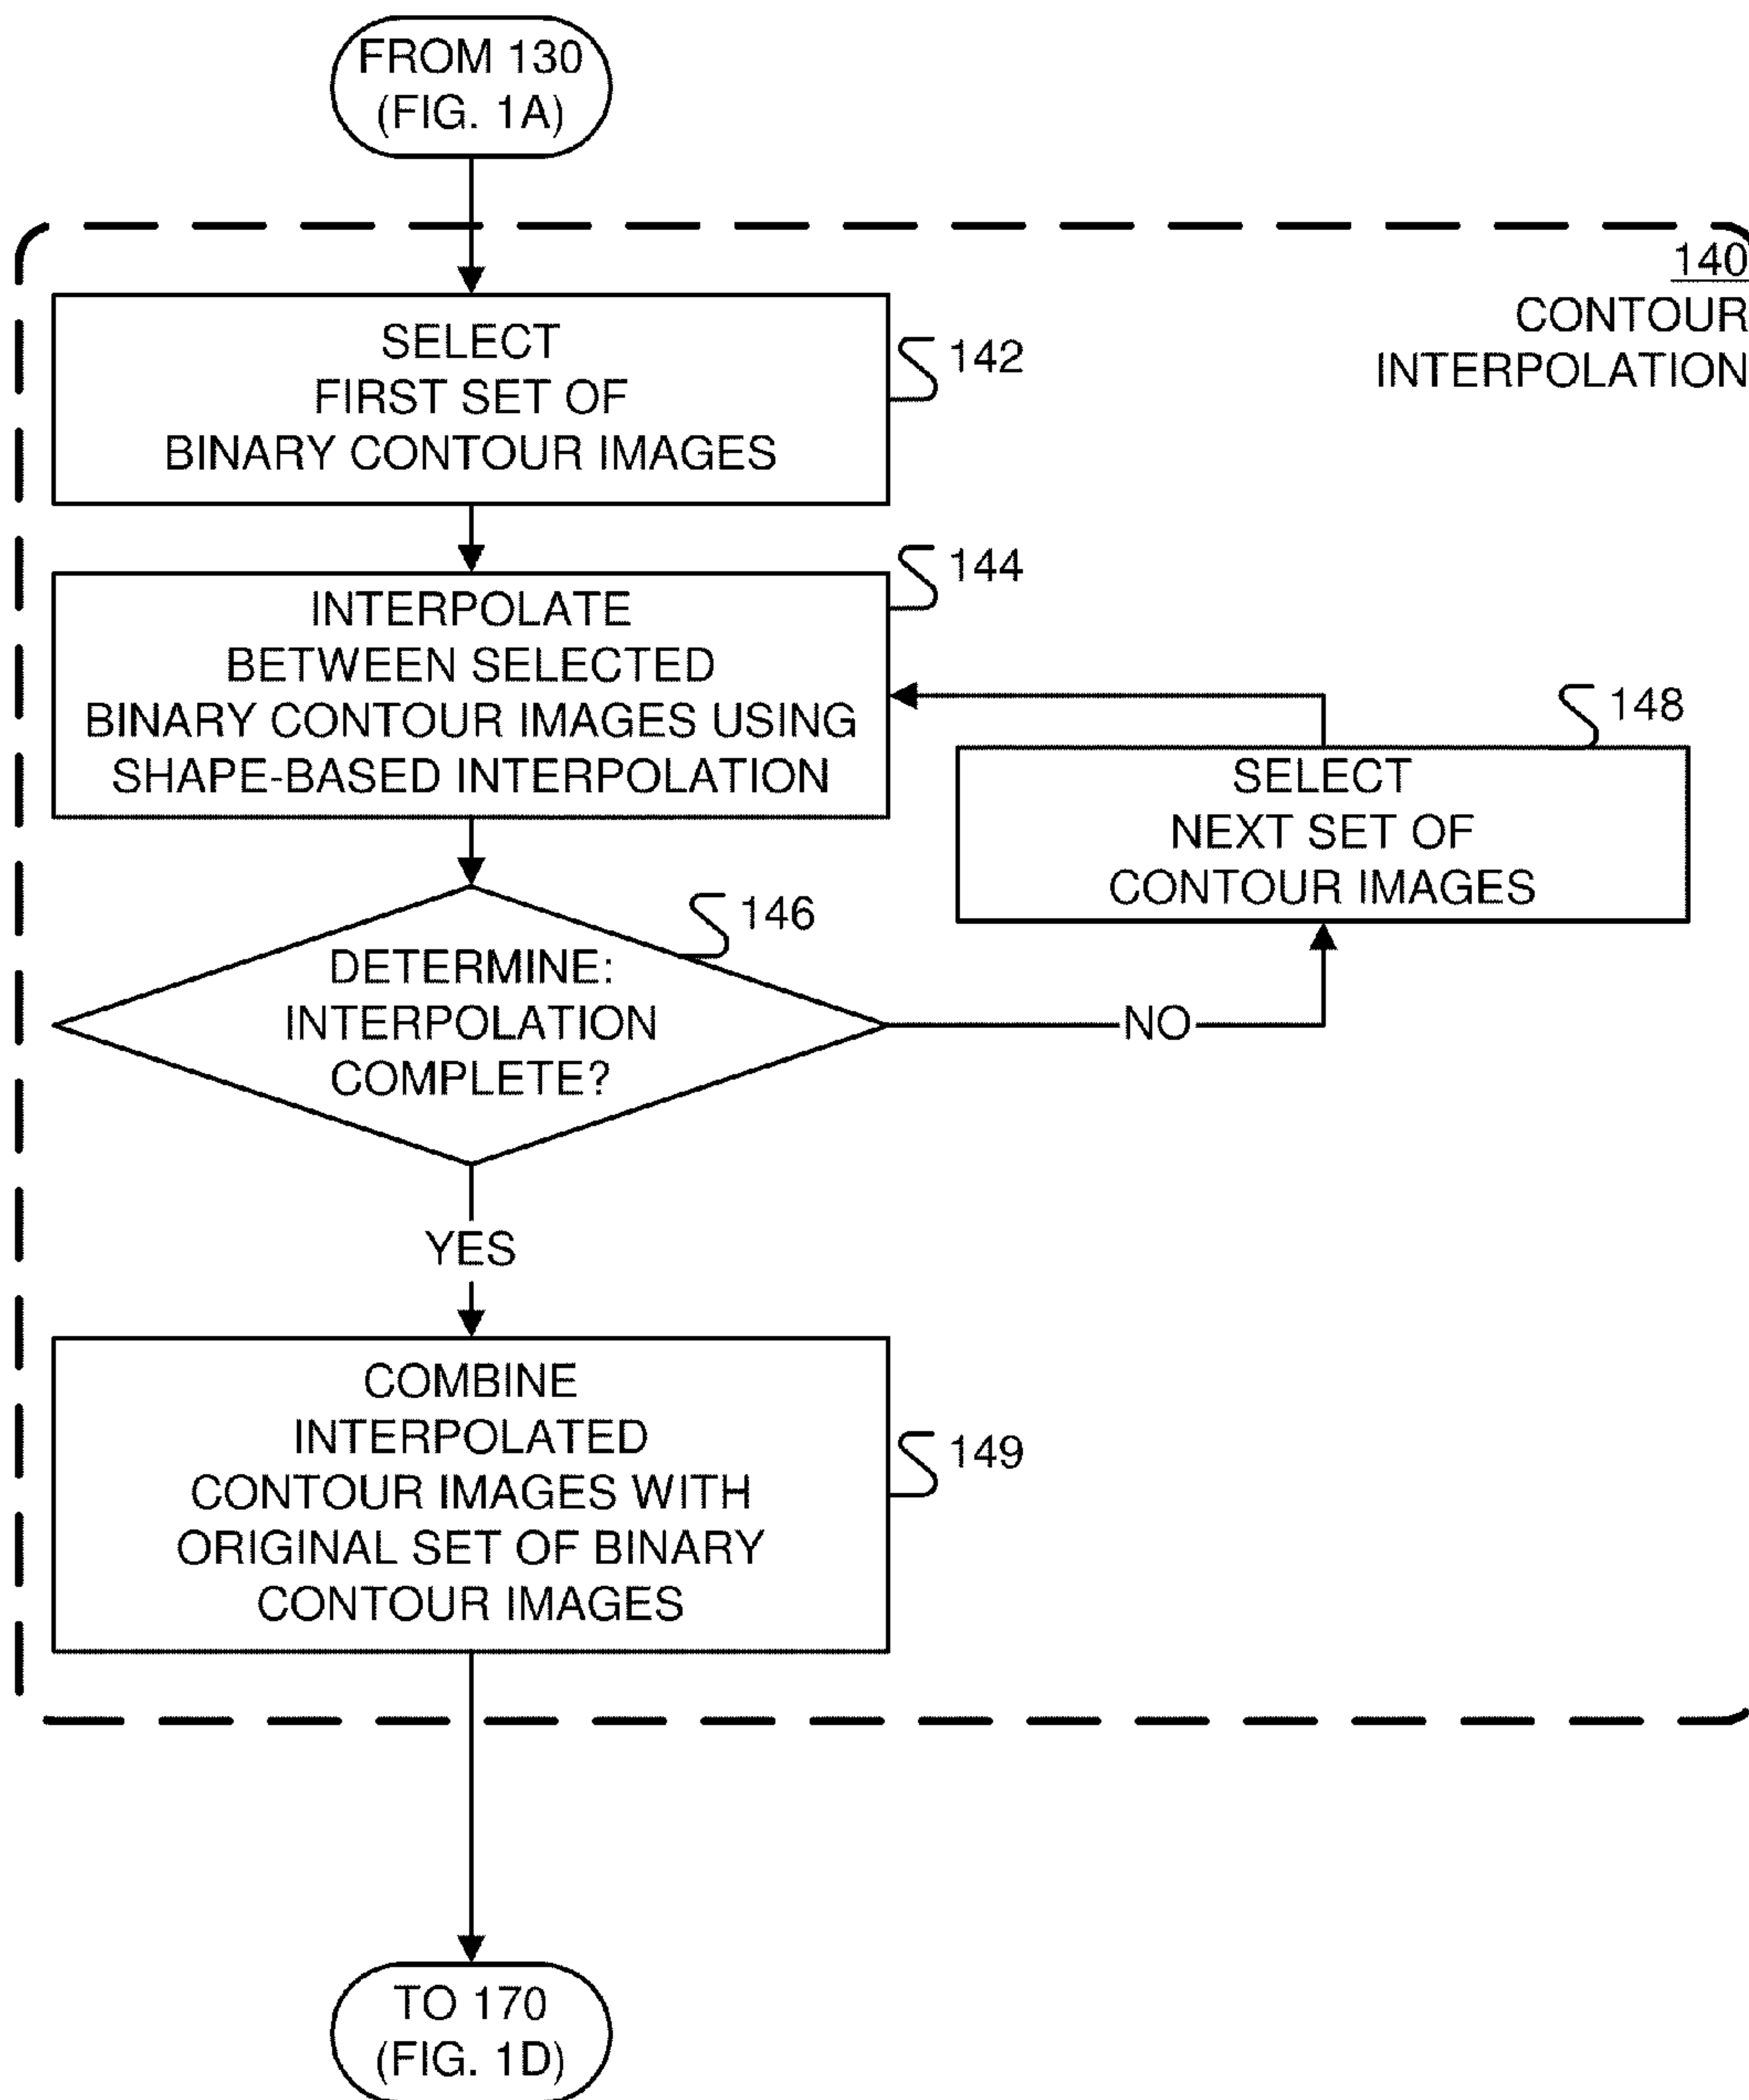 FROM 130
(FIG. 1A)
140
CONTOUR
INTERPOLATION
SELECT
FIRST SET OF
BINARY CONTOUR IMAGES
142
INTERPOLATE
BETWEEN SELECTED
BINARY CONTOUR IMAGES USING
SHAPE-BASED INTERPOLATION
144
148
SELECT
NEXT SET OF
CONTOUR IMAGES
146
DETERMINE:
INTERPOLATION
COMPLETE?
NO
YES
COMBINE
INTERPOLATED
CONTOUR IMAGES WITH
ORIGINAL SET OF BINARY
CONTOUR IMAGES
149
TO 170
(FIG. 1D)